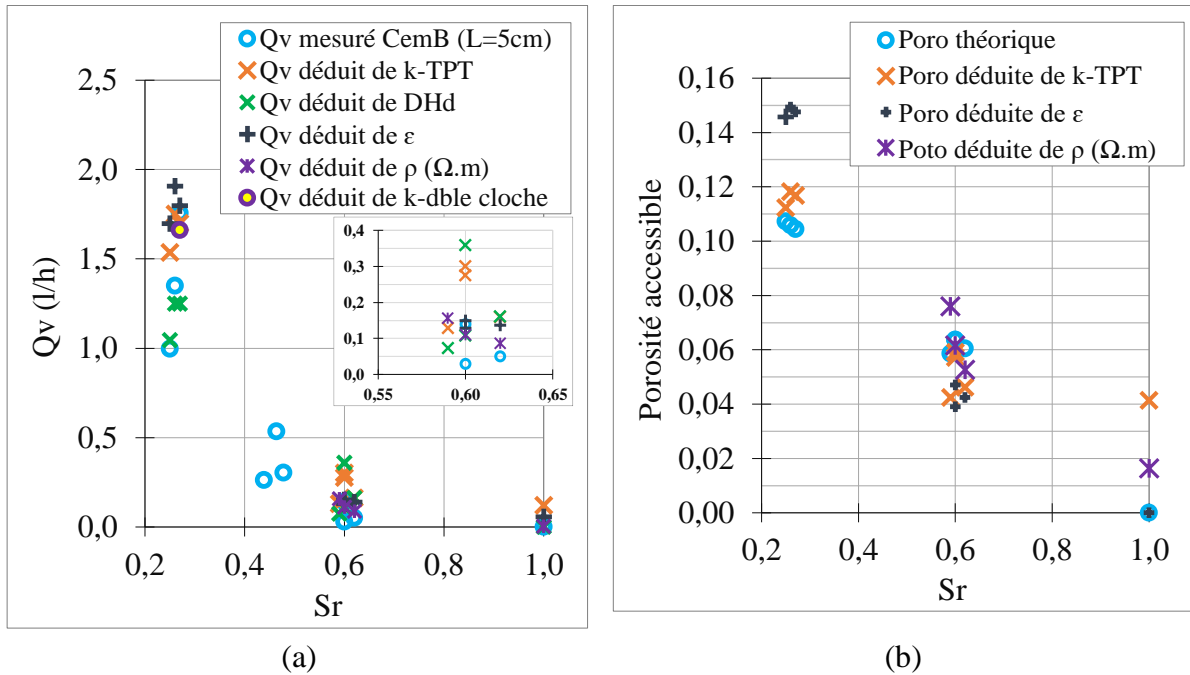 Qv mesuré CemB (L=5cm)
Qv déduit de k-TPT
Qv déduit de DHd
Qv déduit de ε
Qv déduit de ρ (Ω.m)
Qv déduit de k-dble cloche
2,5
2,0
1,5
1,0
0,5
0,0
Qv (l/h)
0,2 0,4 0,6 0,8 1,0
Sr
0,4
0,3
0,2
0,1
0,0
0,55 0,60 0,65
(a)
Poro théorique
Poro déduite de k-TPT
Poro déduite de ε
Poto déduite de ρ (Ω.m)
0,16
0,14
0,12
0,10
0,08
0,06
0,04
0,02
0,00
Porosité accessible
0,2 0,4 0,6 0,8 1,0
Sr
(b)